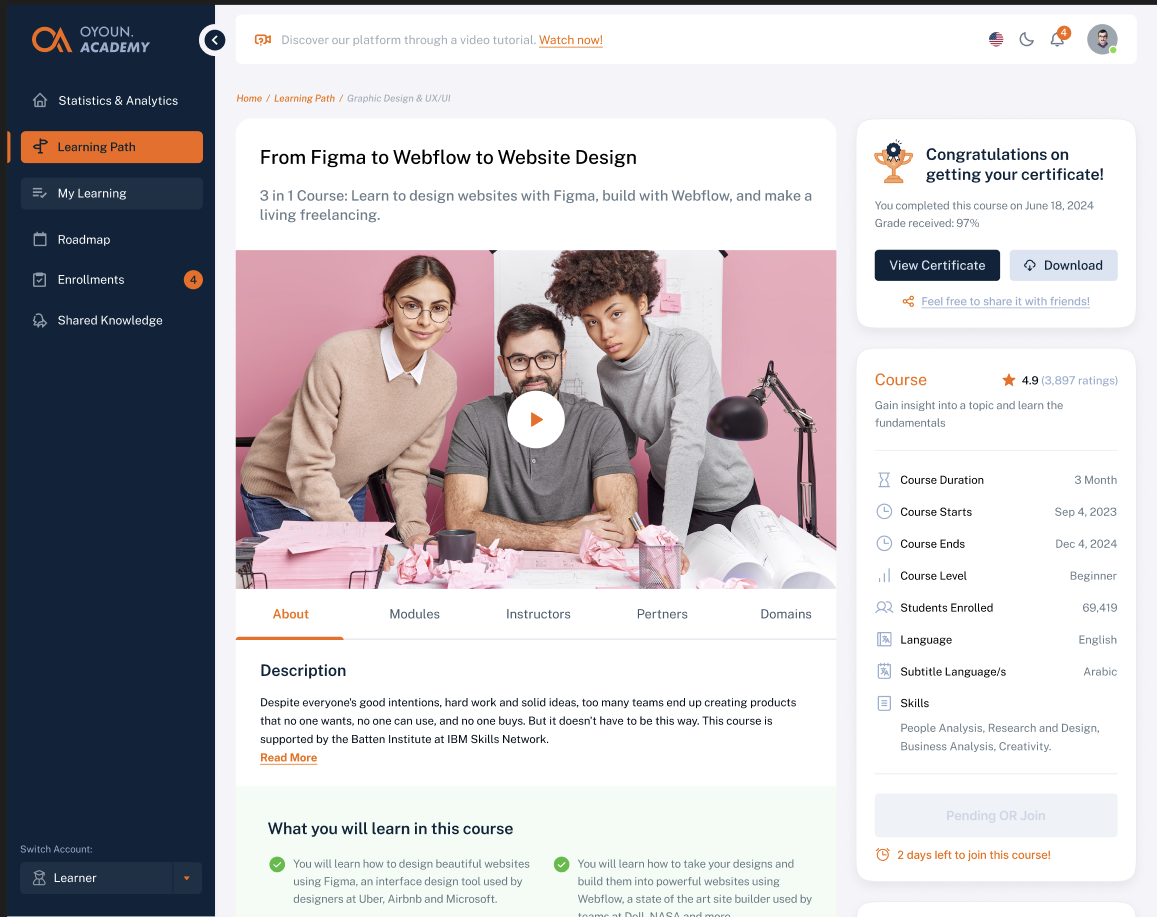 OYOUN.
ACADEMY
Statistics & Analytics
Learning Path
My Learning
Roadmap
Enrollments
4
Shared Knowledge
Switch Account:
Learner
Discover our platform through a video tutorial. Watch now!
4
Home / Learning Path / Graphic Design & UX/UI
From Figma to Webflow to Website Design
3 in 1 Course: Learn to design websites with Figma, build with Webflow, and make a
living freelancing.
About
Modules
Instructors
Pertners
Domains
Description
Despite everyone's good intentions, hard work and solid ideas, too many teams end up creating products
that no one wants, no one can use, and no one buys. But it doesn't have to be this way. This course is
supported by the Batten Institute at IBM Skills Network.
Read More
What you will learn in this course
You will learn how to design beautiful websites
using Figma, an interface design tool used by
designers at Uber, Airbnb and Microsoft.
You will learn how to take your designs and
build them into powerful websites using
Webflow, a state of the art site builder used by
teams at Dell, NASA and more.
Congratulations on
getting your certificate!
You completed this course on June 18, 2024
Grade received: 97%
View Certificate
Download
Feel free to share it with friends!
Course
4.9 (3,897 ratings)
Gain insight into a topic and learn the
fundamentals
Course Duration
3 Month
Course Starts
Sep 4, 2023
Course Ends
Dec 4, 2024
Course Level
Beginner
Students Enrolled
69,419
Language
English
Subtitle Language/s
Arabic
Skills
People Analysis, Research and Design,
Business Analysis, Creativity.
Pending OR Join
2 days left to join this course!